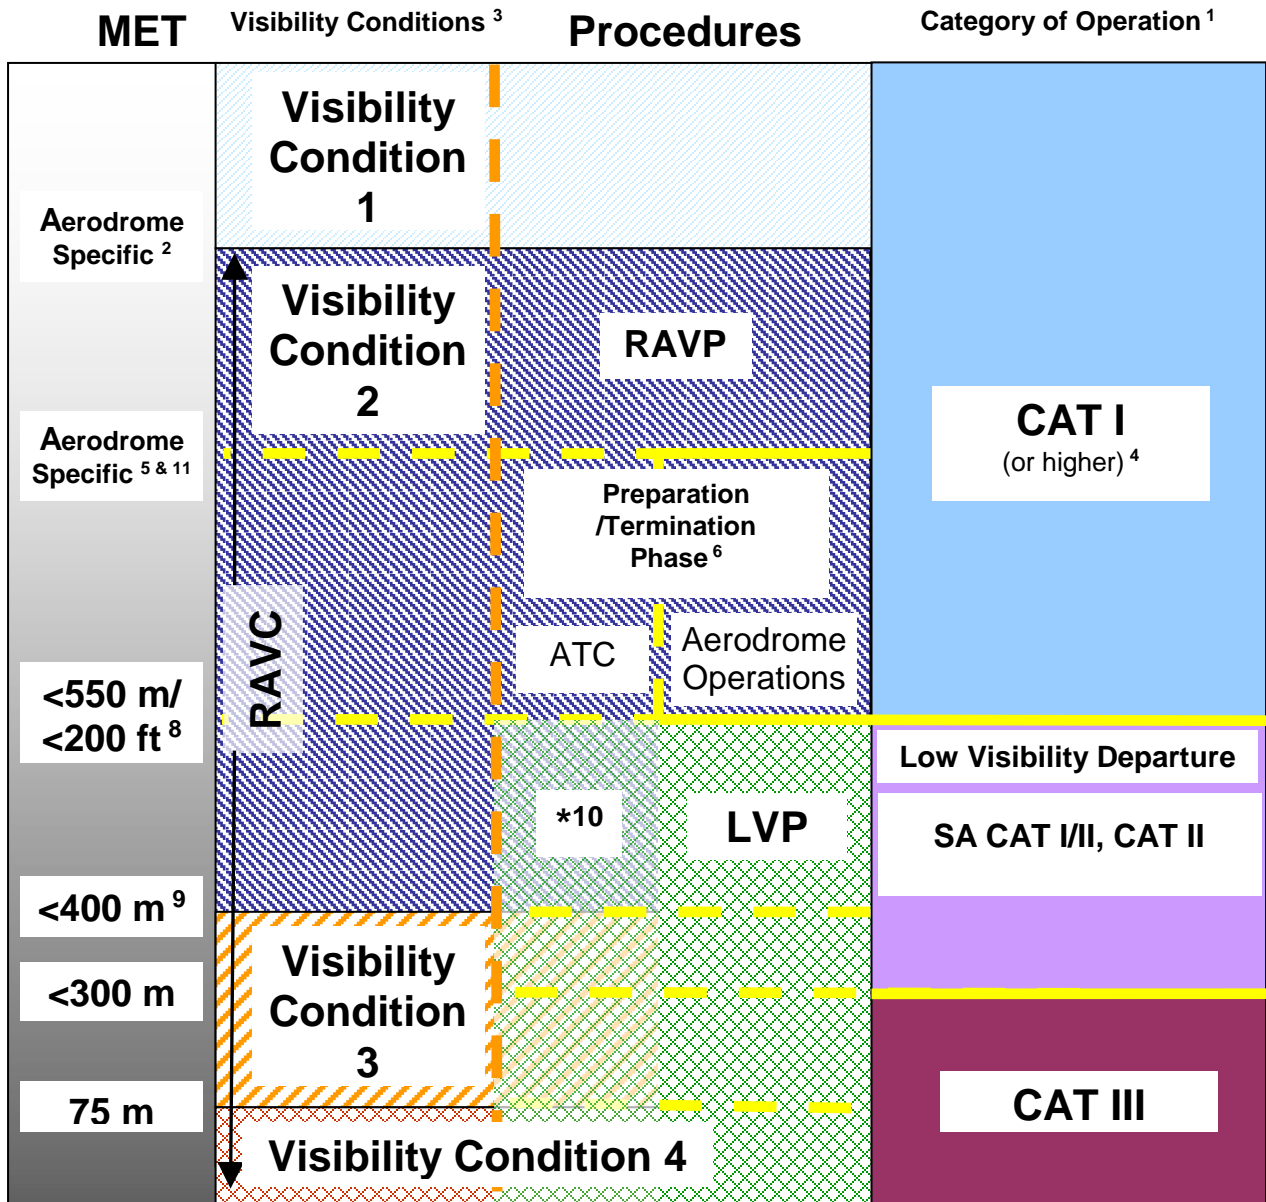 MET
Visibility Conditions 3
Procedures
Category of Operation 1
Visibility
Condition
1
Aerodrome
Specific 2
Visibility
Condition
2
RAVP
CAT I
(or higher) 4
Aerodrome
Specific 5 & 11
Preparation
/Termination
Phase 6
RAVC
ATC
Aerodrome
Operations
<550 m/
<200 ft 8
Low Visibility Departure
*10
LVP
SA CAT I/II, CAT II
<400 m 9
Visibility
Condition
3
<300 m
75 m
CAT III
Visibility Condition 4